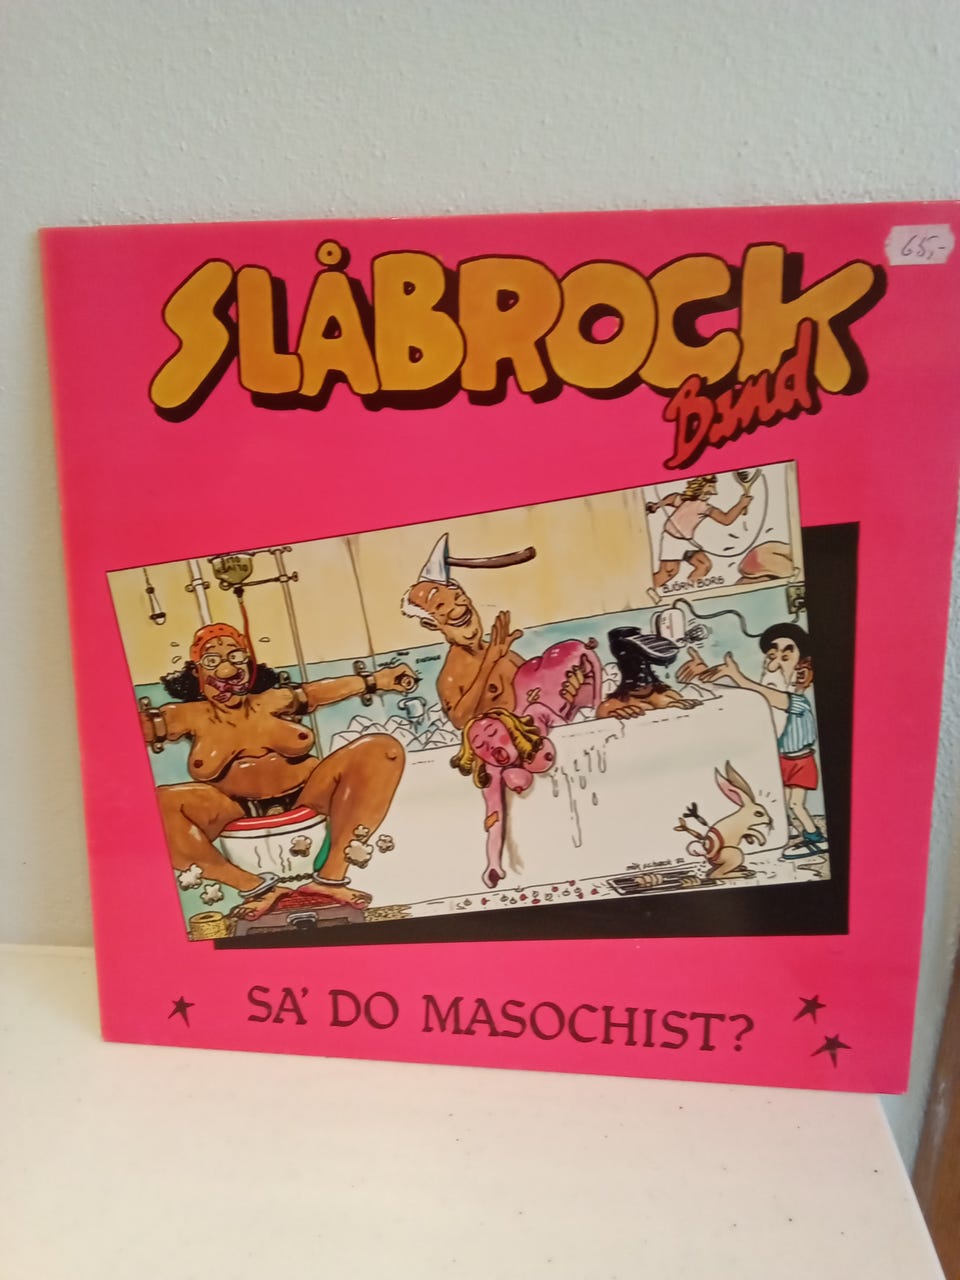 65,-
SLÅBROCK
Band
BJÖRN BORG
SA' DO MASOCHIST?